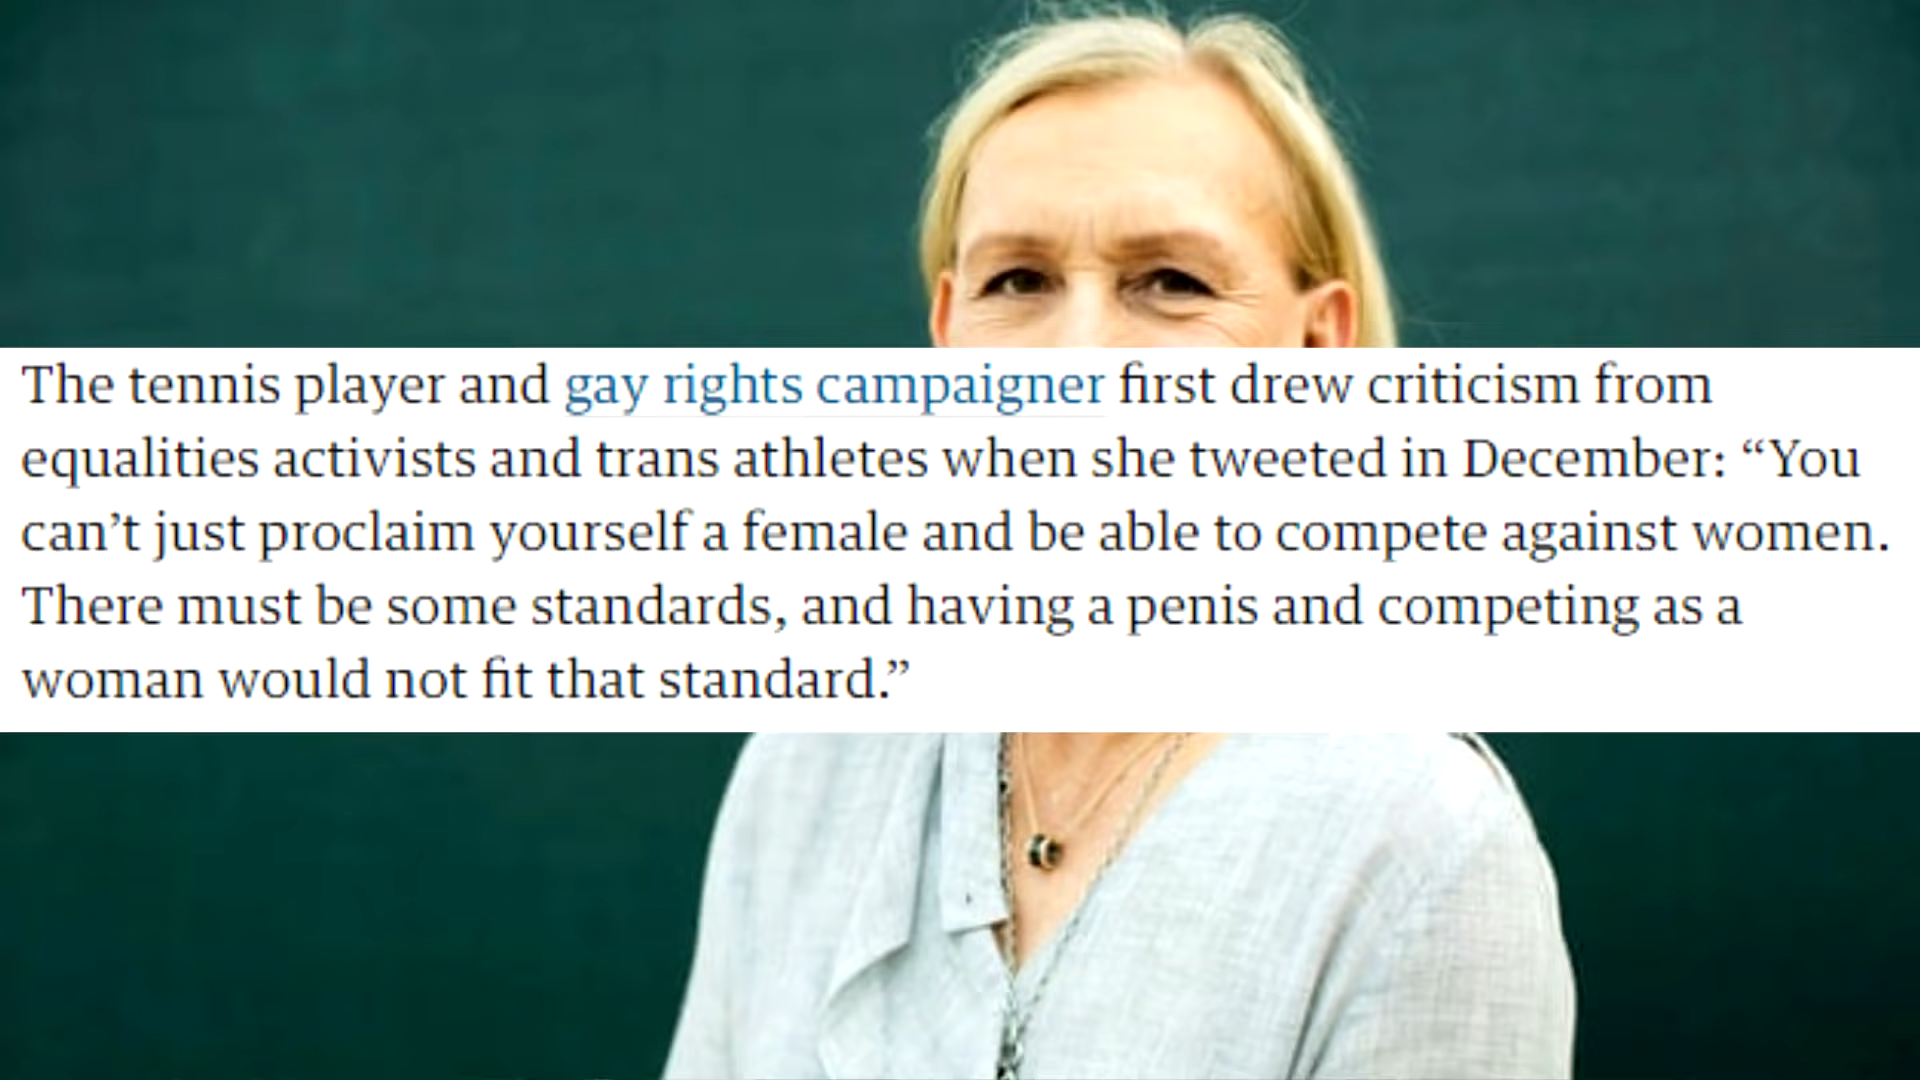 The tennis player and gay rights campaigner first drew criticism from
equalities activists and trans athletes when she tweeted in December: “You
can’t just proclaim yourself a female and be able to compete against women.
There must be some standards, and having a penis and competing as a
woman would not fit that standard.”